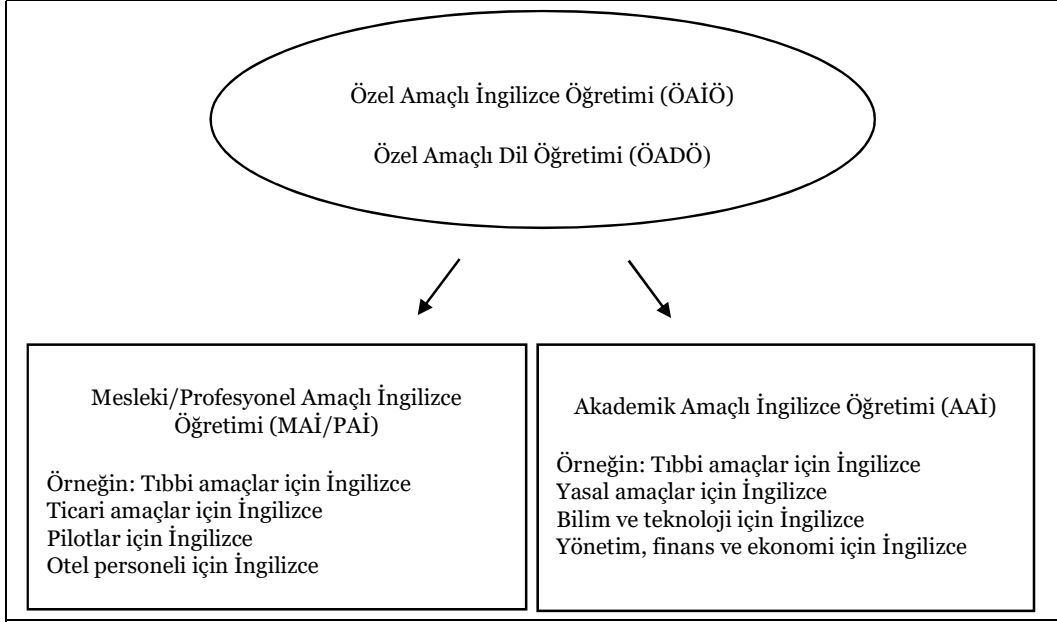 Özel Amaçlı İngilizce Öğretimi (ÖAİÖ)
Özel Amaçlı Dil Öğretimi (ÖADÖ)
Mesleki/Profesyonel Amaçlı İngilizce
Öğretimi (MAİ/PAİ)
Örneğin: Tıbbi amaçlar için İngilizce
Ticari amaçlar için İngilizce
Pilotlar için İngilizce
Otel personeli için İngilizce
Akademik Amaçlı İngilizce Öğretimi (AAİ)
Örneğin: Tıbbi amaçlar için İngilizce
Yasal amaçlar için İngilizce
Bilim ve teknoloji için İngilizce
Yönetim, finans ve ekonomi için İngilizce